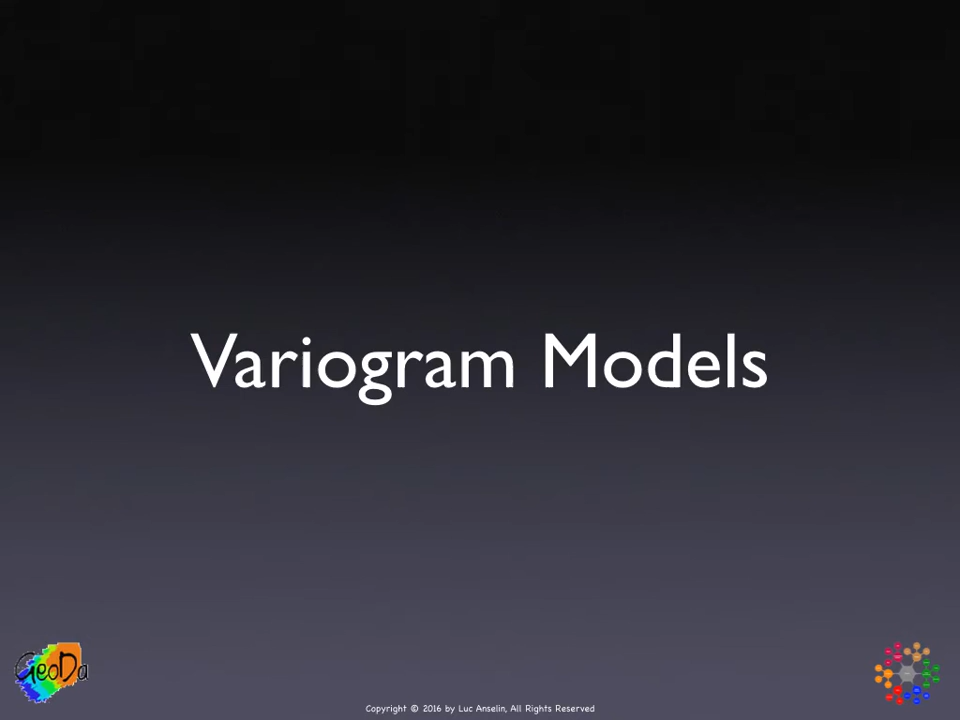 Variogram Models
GeoDa
Copyright © 2016 by Luc Anselin, All Rights Reserved